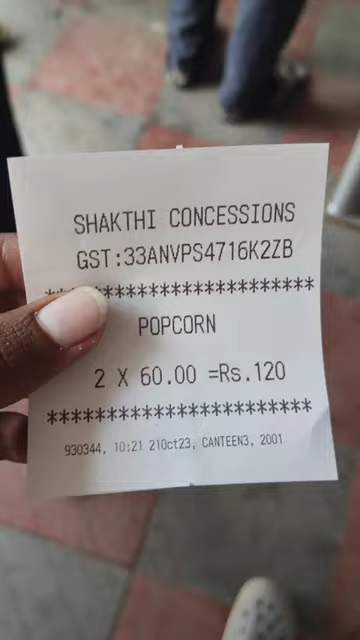 SHAKTHI CONCESSIONS
GST:33ANVPS4716K2ZB
***********************
POPCORN
2 X 60.00 =Rs.120
***********************
930344, 10:21 21Oct23, CANTEEN3, 2001